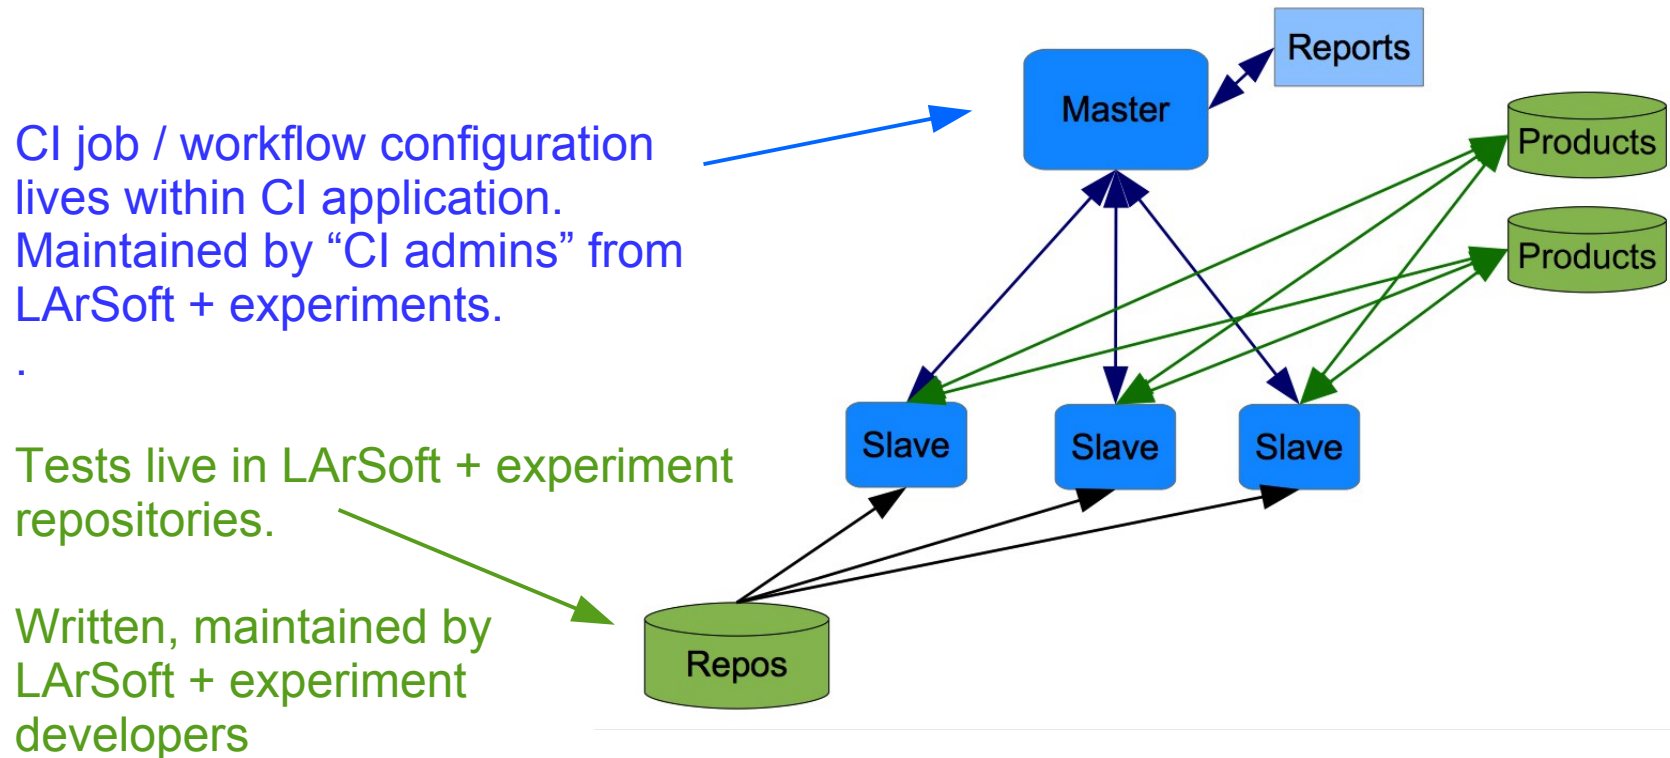 Reports
Master
Products
Products
CI job / workflow configuration
lives within CI application.
Maintained by “CI admins” from
LArSoft + experiments.
.
Slave
Slave
Slave
Tests live in LArSoft + experiment
repositories.
Written, maintained by
LArSoft + experiment
developers
Repos